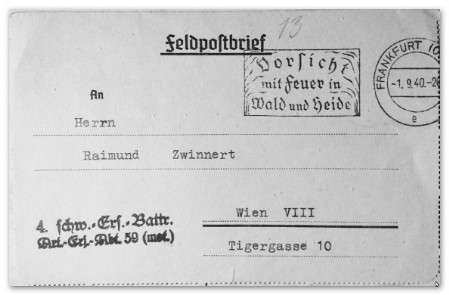 13
Feldpostbrief
Vorsicht
mit Feuer in
Wald und Heide
FRANKFURT (O
-1.9.40.-20
e
An
Herrn
Raimund Zwinnert
4. schw.-Ers.-Battr.
Art.-Ers.-Abt. 59 (mot.)
Wien VIII
Tigergasse 10